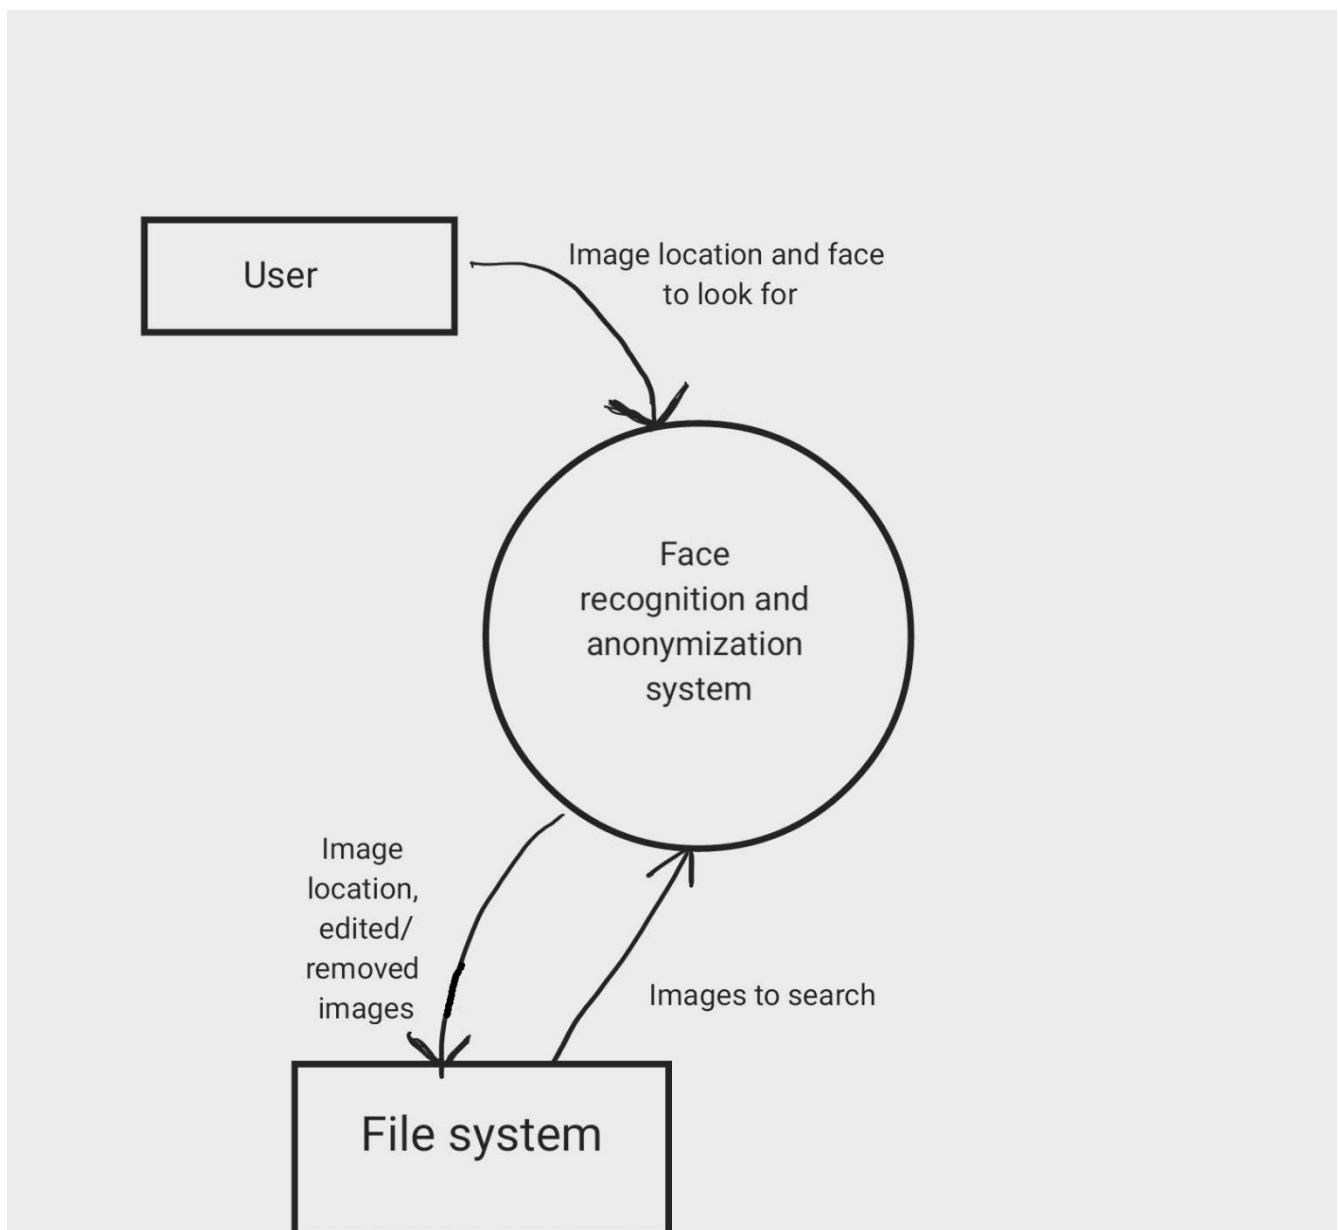 User
Image location and face
to look for
Face
recognition and
anonymization
system
Image
location,
edited/
removed
images
Images to search
File system